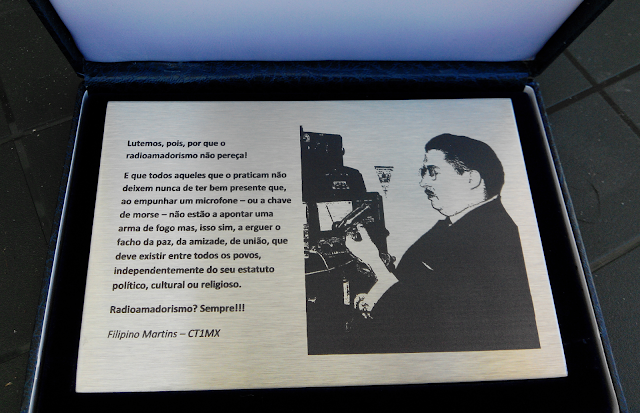 Lutemos, pois, por que o
radioamadorismo não pereça!
E que todos aqueles que o praticam não
deixem nunca de ter bem presente que,
ao empunhar um microfone – ou a chave
de morse – não estão a apontar uma
arma de fogo mas, isso sim, a erguer o
facho da paz, da amizade, de união, que
deve existir entre todos os povos,
independentemente do seu estatuto
político, cultural ou religioso.
Radioamadorismo? Sempre!!!
Filipino Martins – CT1MX